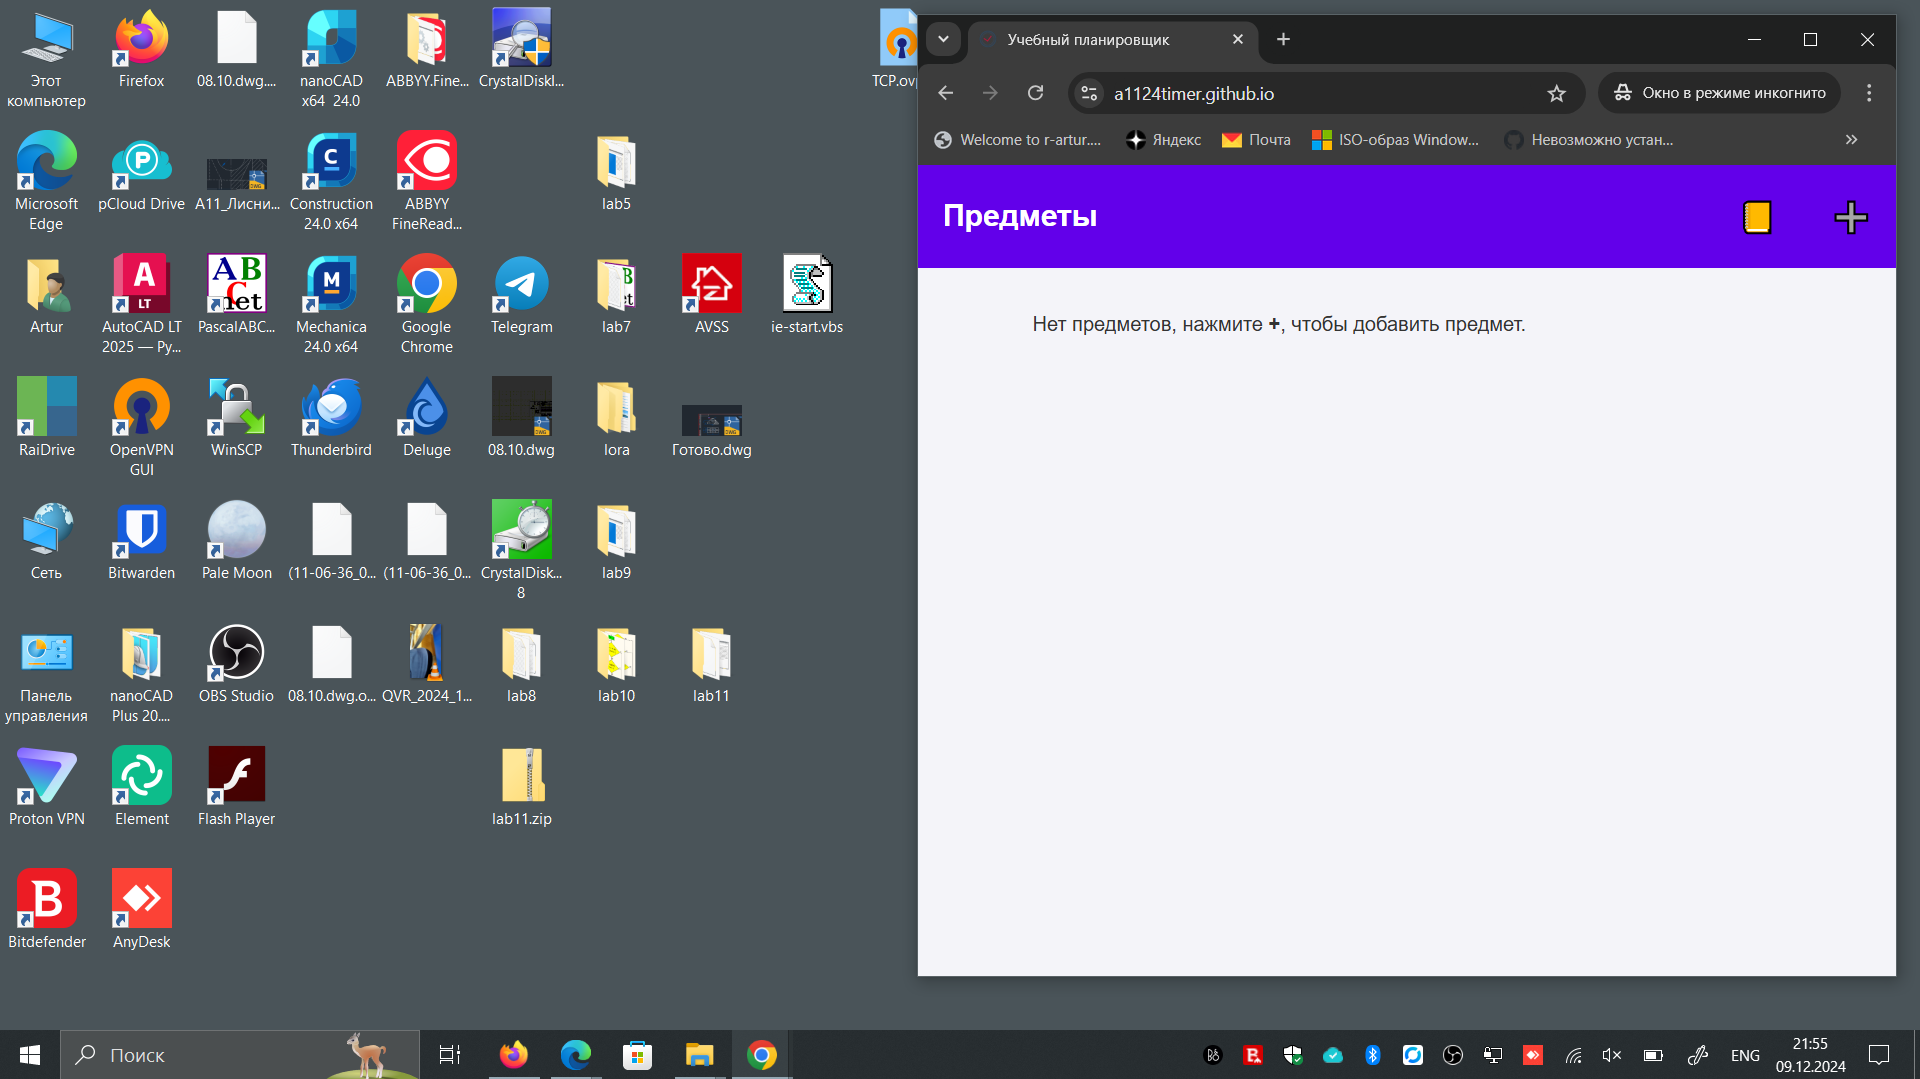 Этот
компьютер
Firefox
08.10.dwg....
nanoCAD
x64 24.0
ABBYY.Fine...
CrystalDiskI...
Microsoft
Edge
pCloud Drive
A11_Лисни...
Construction
24.0 x64
ABBYY
FineRead...
lab5
Artur
AutoCAD LT
2025 — Ру...
PascalABC...
Mechanica
24.0 x64
Google
Chrome
Telegram
lab7
AVSS
ie-start.vbs
RaiDrive
OpenVPN
GUI
WinSCP
Thunderbird
Deluge
08.10.dwg
lora
Готово.dwg
Сеть
Bitwarden
Pale Moon
(11-06-36_0...
(11-06-36_0...
CrystalDisk...
8
lab9
Панель
управления
nanoCAD
Plus 20....
OBS Studio
08.10.dwg.o...
QVR_2024_1...
lab8
lab10
lab11
Proton VPN
Element
Flash Player
lab11.zip
Bitdefender
AnyDesk
Учебный планировщик
a1124timer.github.io
Окно в режиме инкогнито
Welcome to r-artur....
Яндекс
Почта
ISO-образ Window...
Невозможно устан...
Предметы
Нет предметов, нажмите +, чтобы добавить предмет.
Поиск
ENG
21:55
09.12.2024